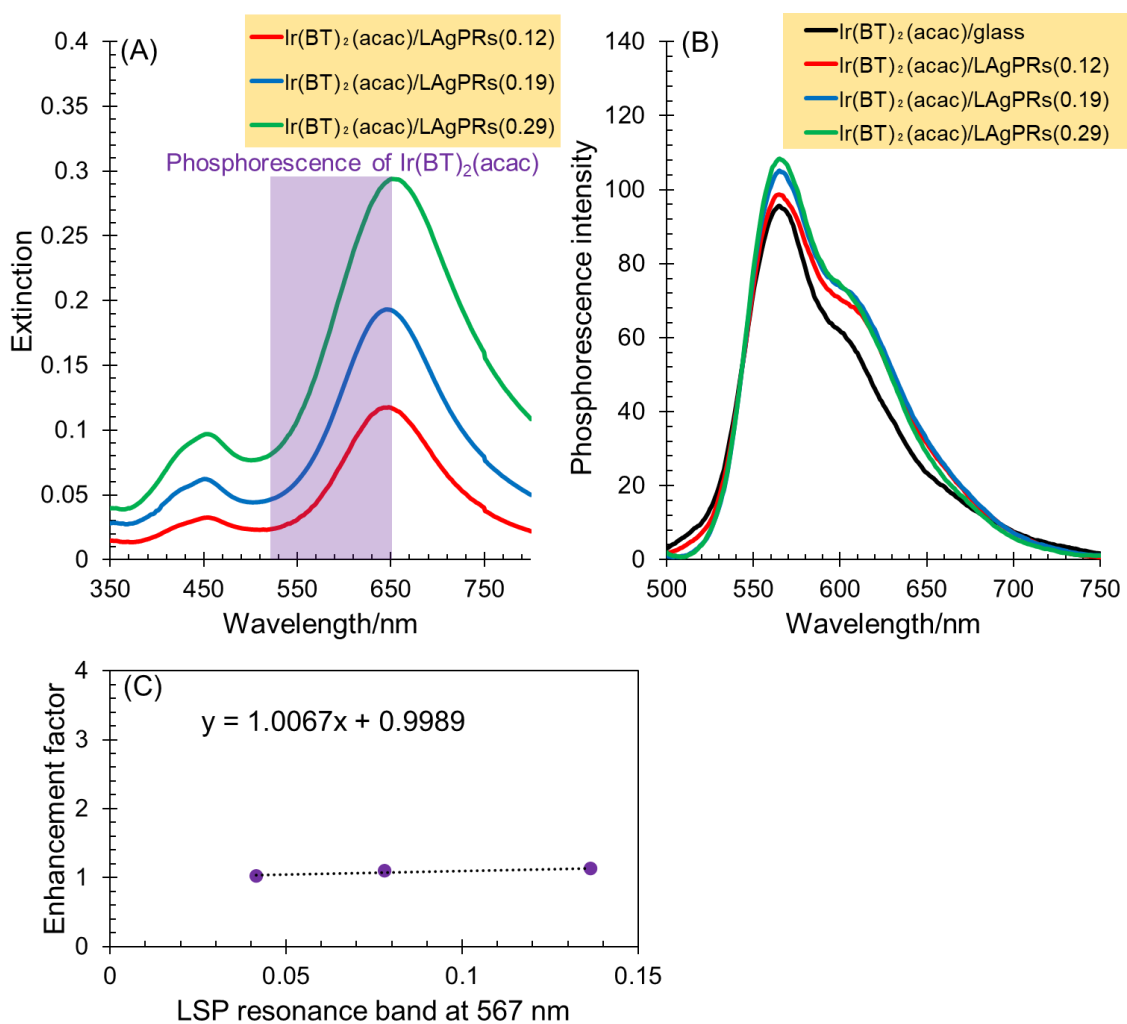 (A)
Ir(BT)₂(acac)/LAgPRs(0.12)
Ir(BT)₂(acac)/LAgPRs(0.19)
Ir(BT)₂(acac)/LAgPRs(0.29)
Phosphorescence of Ir(BT)₂(acac)
Extinction
0.4
0.35
0.3
0.25
0.2
0.15
0.1
0.05
0
350 450 550 650 750
Wavelength/nm
(B)
Ir(BT)₂(acac)/glass
Ir(BT)₂(acac)/LAgPRs(0.12)
Ir(BT)₂(acac)/LAgPRs(0.19)
Ir(BT)₂(acac)/LAgPRs(0.29)
Phosphorescence intensity
140
120
100
80
60
40
20
0
500 550 600 650 700 750
Wavelength/nm
(C)
y = 1.0067x + 0.9989
Enhancement factor
4
3
2
1
0
0 0.05 0.1 0.15
LSP resonance band at 567 nm